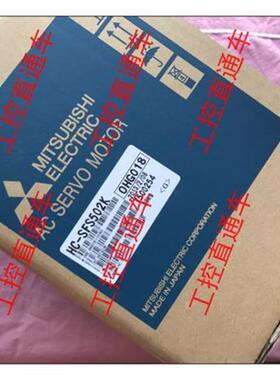 MITSUBISHI
ELECTRIC
AC SERVO MOTOR
HC-SFS502K
0HG018
<G>
MITSUBISHI ELECTRIC CORPORATION
MADE IN JAPAN
工控直通车
工控直通车
工控直通车
工控直通车